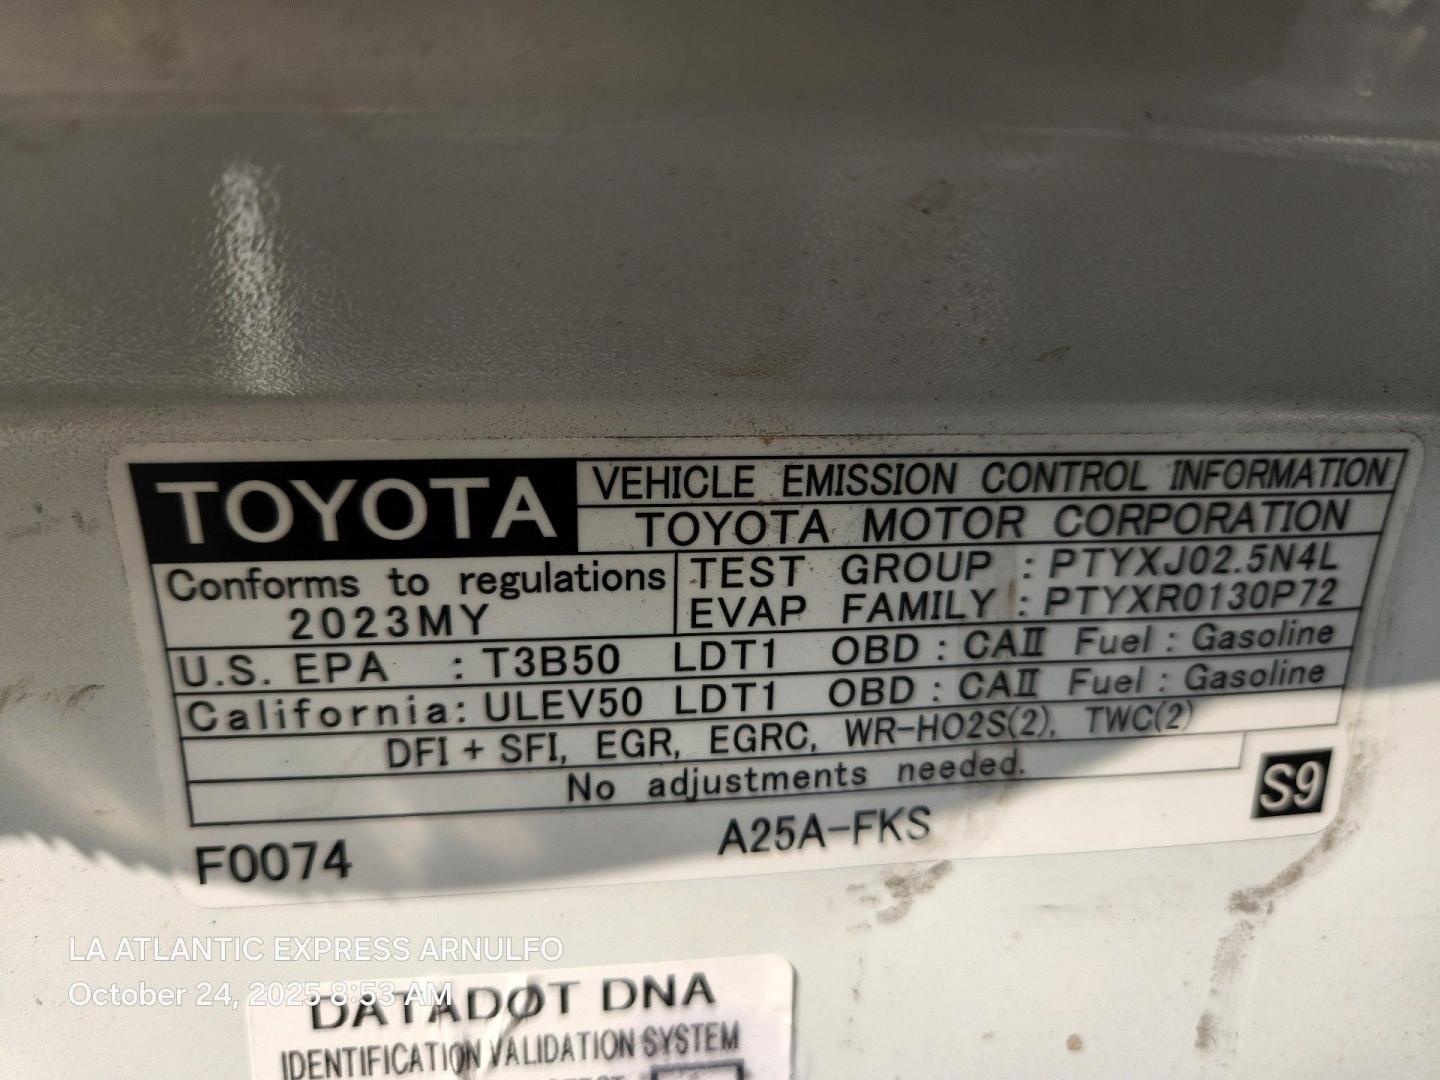 TOYOTA
VEHICLE EMISSION CONTROL INFORMATION
TOYOTA MOTOR CORPORATION
Conforms to regulations
2023MY
TEST GROUP : PTYXJ02.5N4L
EVAP FAMILY : PTYXR0130P72
U.S. EPA : T3B50 LDT1 OBD : CAII Fuel : Gasoline
California: ULEV50 LDT1 OBD : CAII Fuel : Gasoline
DFI + SFI, EGR, EGRC, WR-HO2S(2), TWC(2)
No adjustments needed.
S9
F0074
A25A-FKS
LA ATLANTIC EXPRESS ARNULFO
October 24, 2025 8:53 AM
DATADOT DNA
IDENTIFICATION VALIDATION SYSTEM